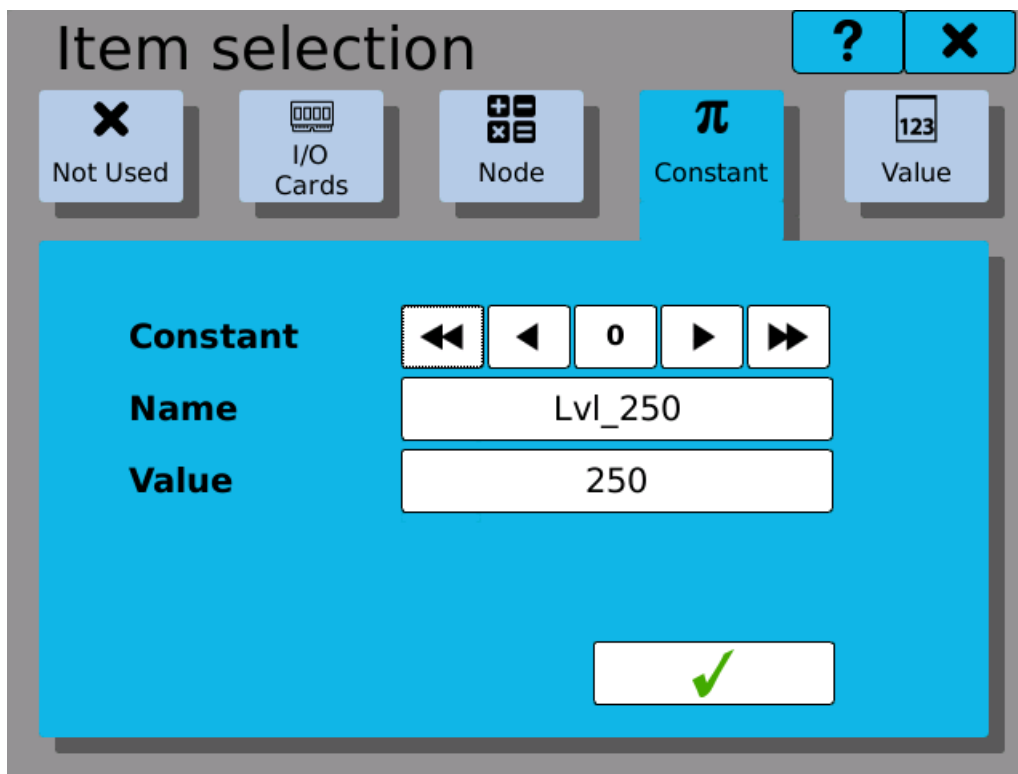 Item selection
?
Not Used
I/O
Cards
Node
π
Constant
123
Value
Constant
0
Name
Lvl_250
Value
250